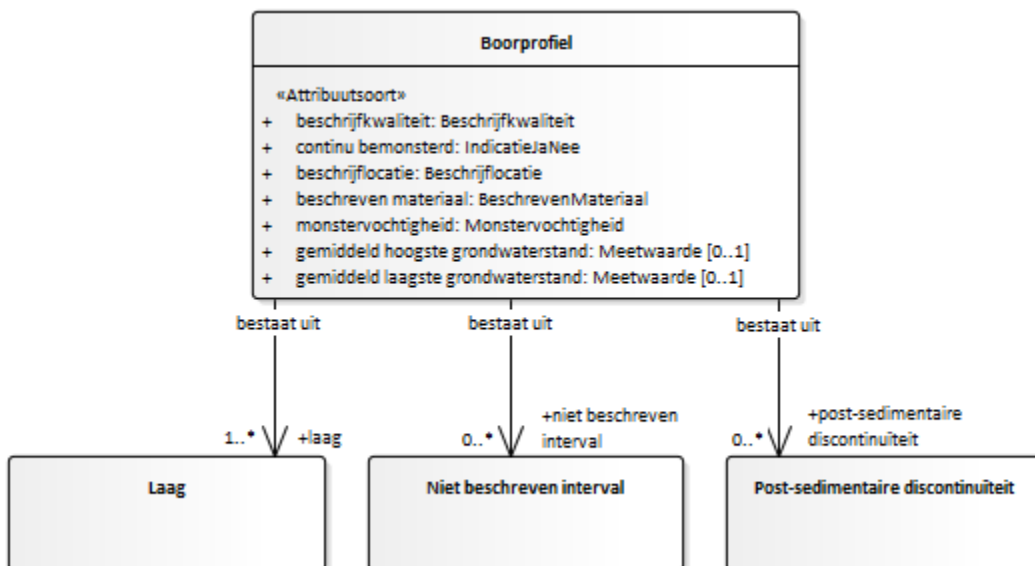 Boorprofiel
«Attribuutsoort»
+ beschrijfkwaliteit: Beschrijfkwaliteit
+ continu bemonsterd: IndicatieJaNee
+ beschrijflocatie: Beschrijflocatie
+ beschreven materiaal: BeschrevenMateriaal
+ monstervochtigheid: Monstervochtigheid
+ gemiddeld hoogste grondwaterstand: Meetwaarde [0..1]
+ gemiddeld laagste grondwaterstand: Meetwaarde [0..1]
bestaat uit
bestaat uit
bestaat uit
1..* +laag
0..* +niet beschreven
interval
0..* +post-sedimentaire
discontinuïteit
Laag
Niet beschreven interval
Post-sedimentaire discontinuïteit